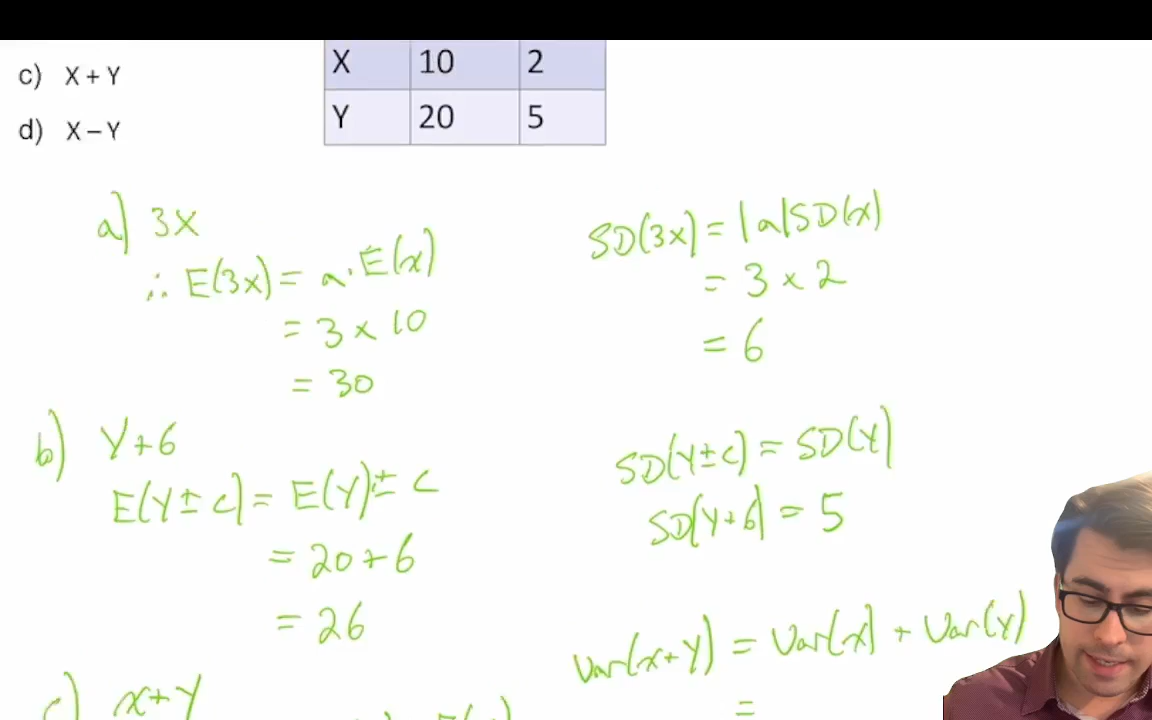 c) X + Y
d) X – Y
X 10 2
Y 20 5
a) 3X
∴ E(3x) = a · E(x)
= 3 × 10
= 30
SD(3x) = |a|SD(x)
= 3 × 2
= 6
b) Y+6
E(Y ± c) = E(Y) ± c
= 20 + 6
= 26
SD(Y±c) = SD(Y)
SD(Y+6) = 5
c) x+Y
Var(x+Y) = Var(x) + Var(Y)
=